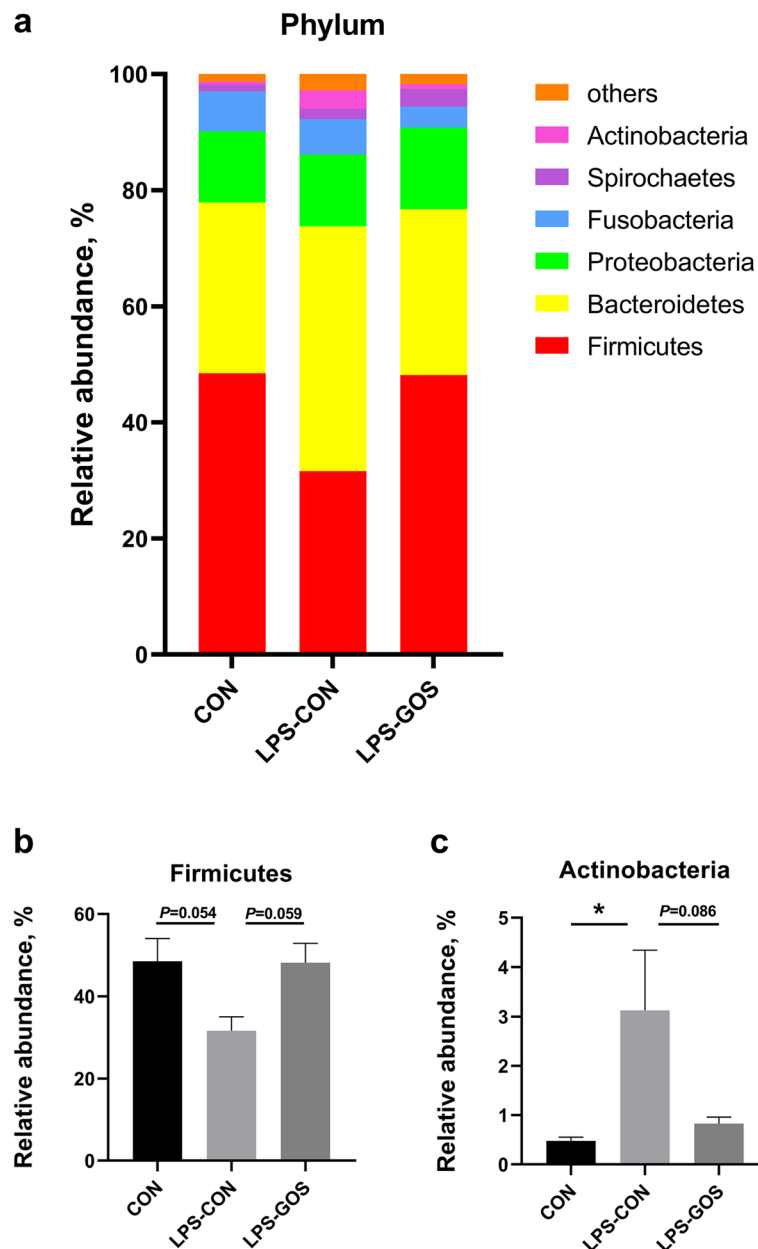 a
Phylum
Relative abundance, %
100
80
60
40
20
0
CON
LPS-CON
LPS-GOS
others
Actinobacteria
Spirochaetes
Fusobacteria
Proteobacteria
Bacteroidetes
Firmicutes
b
Firmicutes
Relative abundance, %
60
40
20
0
P=0.054
P=0.059
CON
LPS-CON
LPS-GOS
c
Actinobacteria
Relative abundance, %
5
4
3
2
1
0
*
P=0.086
CON
LPS-CON
LPS-GOS